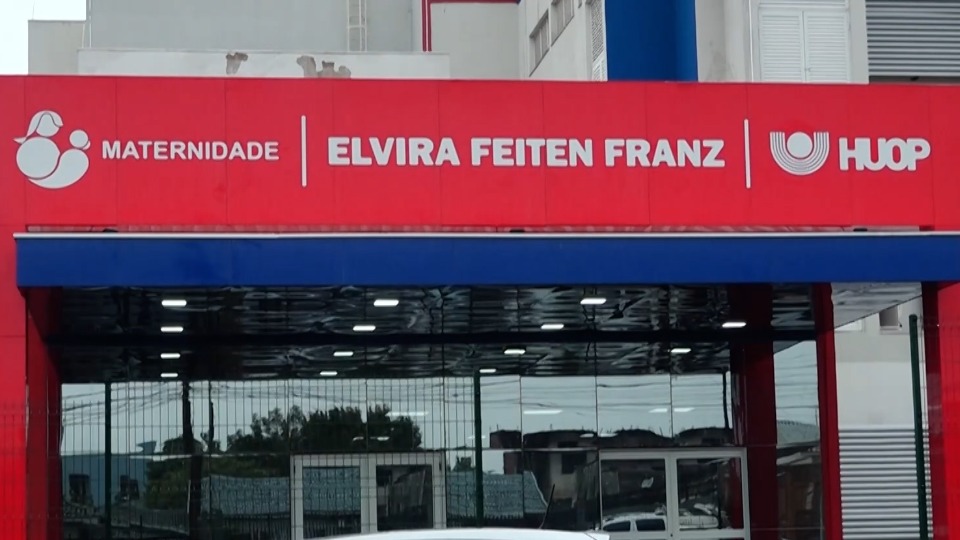 MATERNIDADE ELVIRA FEITEN FRANZ HUOP